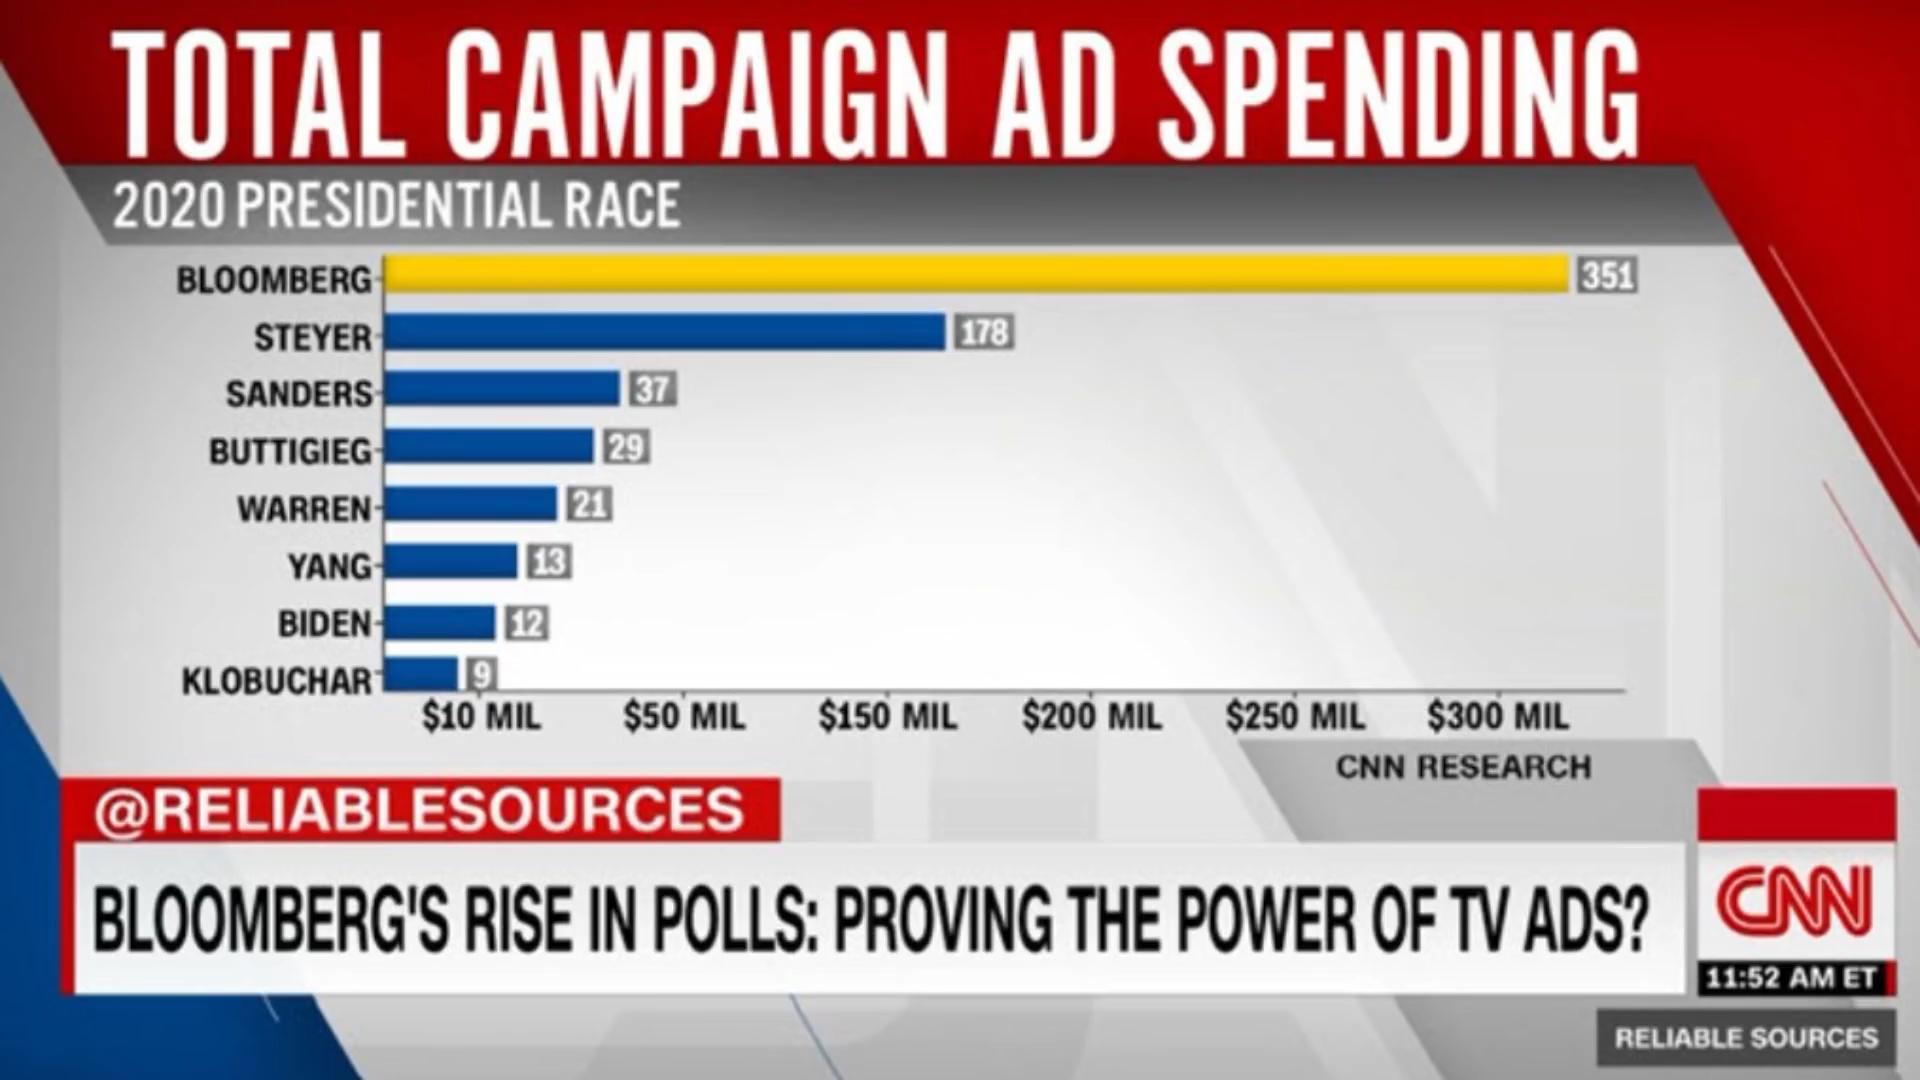 TOTAL CAMPAIGN AD SPENDING
2020 PRESIDENTIAL RACE
BLOOMBERG 351
STEYER 178
SANDERS 37
BUTTIGIEG 29
WARREN 21
YANG 13
BIDEN 12
KLOBUCHAR 9
$10 MIL $50 MIL $150 MIL $200 MIL $250 MIL $300 MIL
CNN RESEARCH
@RELIABLESOURCES
BLOOMBERG'S RISE IN POLLS: PROVING THE POWER OF TV ADS?
CNN
11:52 AM ET
RELIABLE SOURCES